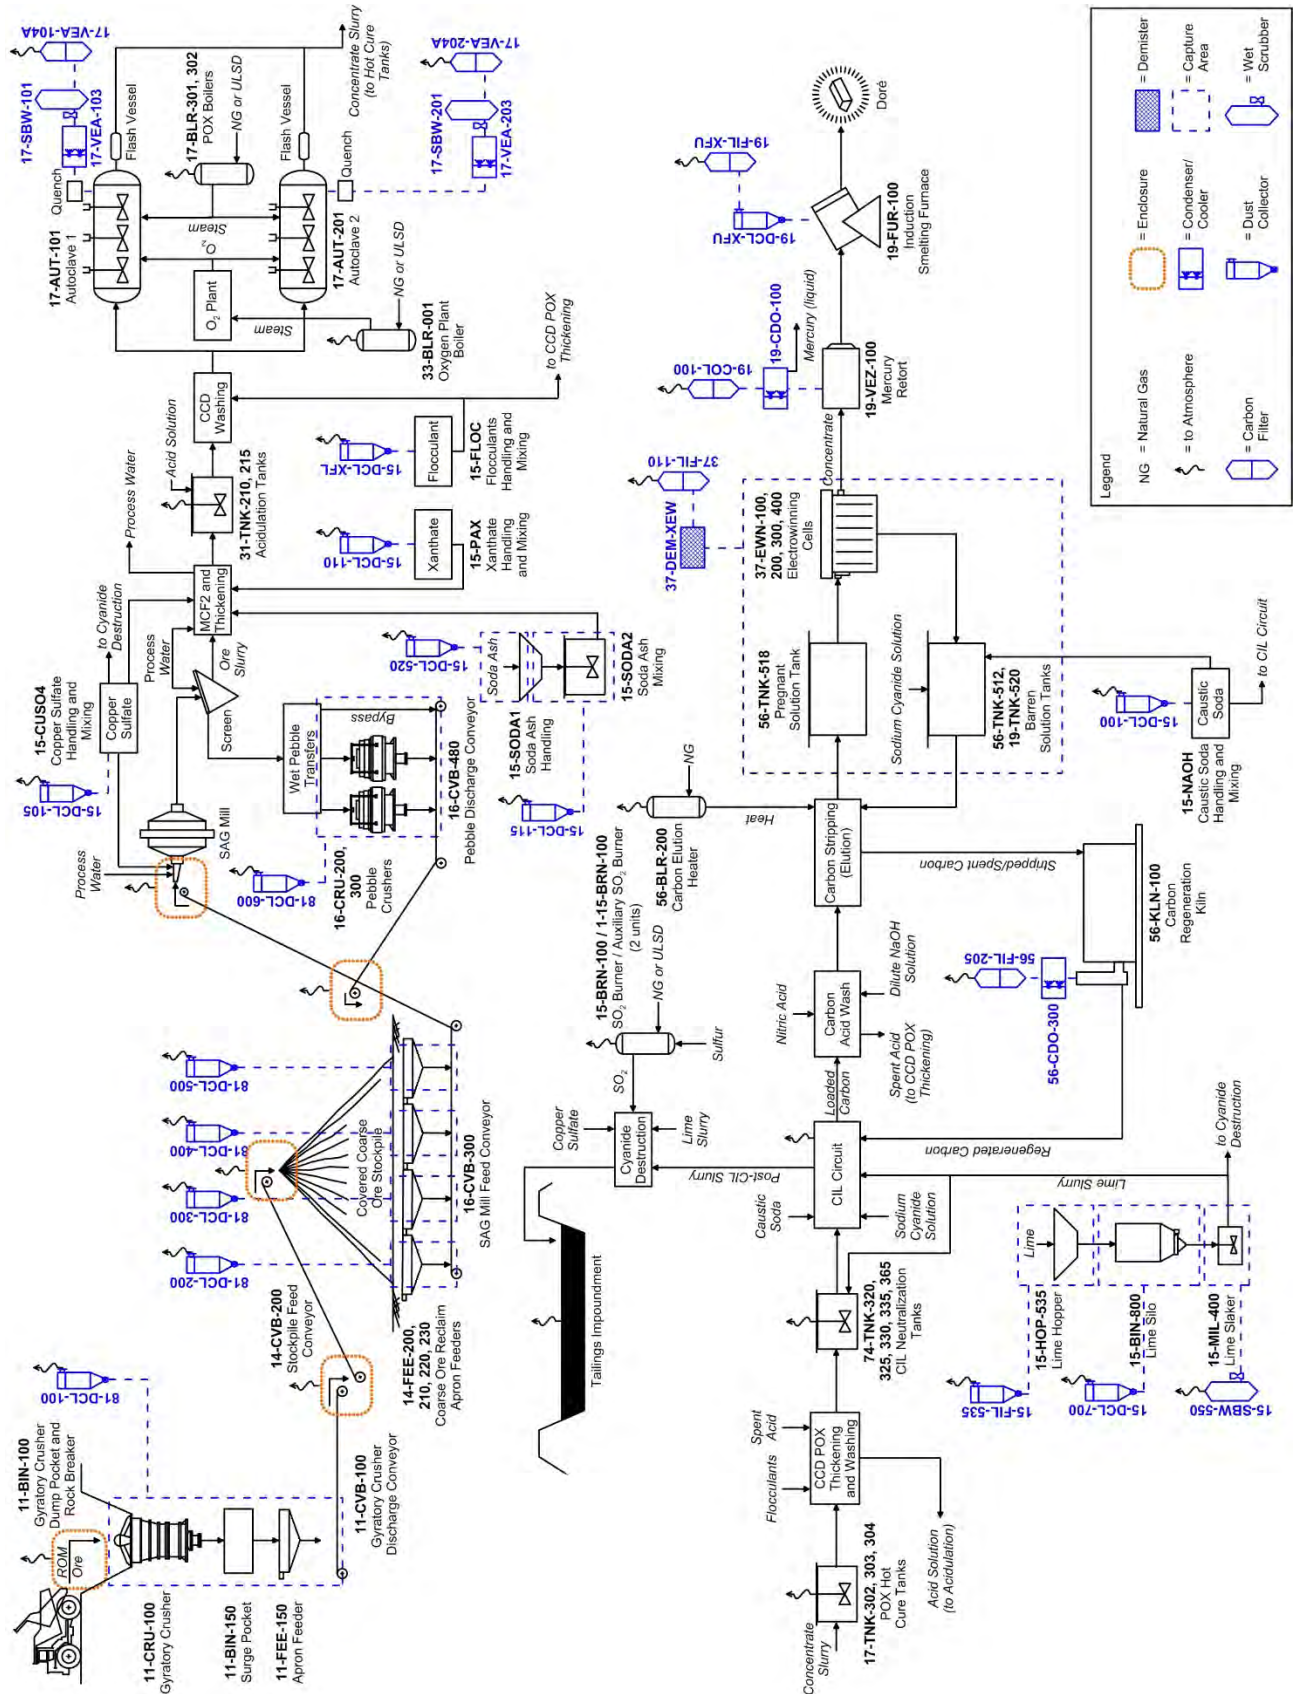 11-BIN-100
Gyratory Crusher
Dump Pocket and
Rock Breaker
ROM
Ore
11-CRU-100
Gyratory Crusher
11-BIN-150
Surge Pocket
11-FEE-150
Apron Feeder
81-DCL-100
11-CVB-100
Gyratory Crusher
Discharge Conveyor
14-CVB-200
Stockpile Feed
Conveyor
81-DCL-200
81-DCL-300
81-DCL-400
81-DCL-500
Covered Coarse
Ore Stockpile
14-FEE-200,
210, 220, 230
Coarse Ore Reclaim
Apron Feeders
16-CVB-300
SAG Mill Feed Conveyor
Process
Water
SAG Mill
15-DCL-105
15-CUSO4
Copper Sulfate
Handling and
Mixing
Copper
Sulfate
to Cyanide
Destruction
81-DCL-600
16-CRU-200,
300
Pebble
Crushers
Wet Pebble
Transfers
Bypass
16-CVB-480
Pebble Discharge Conveyor
Screen
Process
Water
Ore
Slurry
MCF2 and
Thickening
Process Water
15-DCL-115
15-SODA1
Soda Ash
Handling
15-DCL-520
Soda Ash
15-SODA2
Soda Ash
Mixing
31-TNK-210, 215
Acidulation Tanks
Acid Solution
15-DCL-110
Xanthate
15-PAX
Xanthate
Handling
and Mixing
15-DCL-XFL
Flocculant
15-FLOC
Flocculants
Handling and
Mixing
CCD
Washing
to CCD POX
Thickening
33-BLR-001
Oxygen Plant
Boiler
NG or ULSD
Steam
O2 Plant
O2
Steam
17-AUT-101
Autoclave 1
17-AUT-201
Autoclave 2
17-BLR-301, 302
POX Boilers
NG or ULSD
Quench
Quench
17-SBW-101
17-VEA-103
17-VEA-104A
17-SBW-201
17-VEA-203
17-VEA-204A
Flash Vessel
Flash Vessel
Concentrate Slurry
(to Hot Cure
Tanks)
Concentrate
Slurry
17-TNK-302, 303, 304
POX Hot
Cure Tanks
Flocculants
Spent
Acid
CCD POX
Thickening
and Washing
Acid Solution
(to Acidulation)
74-TNK-320,
325, 330, 335, 365
CIL Neutralization
Tanks
Tailings Impoundment
Cyanide
Destruction
Copper
Sulfate
Lime
Slurry
SO2
15-BRN-100 / 1-15-BRN-100
SO2 Burner / Auxiliary SO2 Burner
(2 units)
NG or ULSD
Sulfur
Post-CIL Slurry
Caustic
Soda
CIL Circuit
Sodium
Cyanide
Solution
Loaded
Carbon
Regenerated Carbon
Lime Slurry
to Cyanide
Destruction
Lime
15-HOP-535
Lime Hopper
15-BIN-800
Lime Silo
15-MIL-400
Lime Slaker
15-FIL-535
15-DCL-700
15-SBW-550
Nitric Acid
Carbon
Acid Wash
Spent Acid
(to CCD POX
Thickening)
Dilute NaOH
Solution
56-BLR-200
Carbon Elution
Heater
NG
Heat
Carbon Stripping
(Elution)
Stripped/Spent Carbon
56-FIL-205
56-CDO-300
56-KLN-100
Carbon
Regeneration
Kiln
56-TNK-518
Pregnant
Solution Tank
Sodium Cyanide Solution
56-TNK-512,
19-TNK-520
Barren
Solution Tanks
15-DCL-100
Caustic
Soda
15-NAOH
Caustic Soda
Handling and
Mixing
to CIL Circuit
37-DEM-XEW
37-FIL-110
37-EWN-100,
200, 300, 400
Electrowinning
Cells
Concentrate
19-COL-100
19-CDO-100
Mercury (liquid)
19-VEZ-100
Mercury
Retort
19-DCL-XFU
19-FIL-XFU
19-FUR-100
Induction
Smelting Furnace
Doré
Legend
NG
= Natural Gas
= to Atmosphere
= Carbon
Filter
= Enclosure
= Condenser/
Cooler
= Dust
Collector
= Demister
= Capture
Area
= Wet
Scrubber